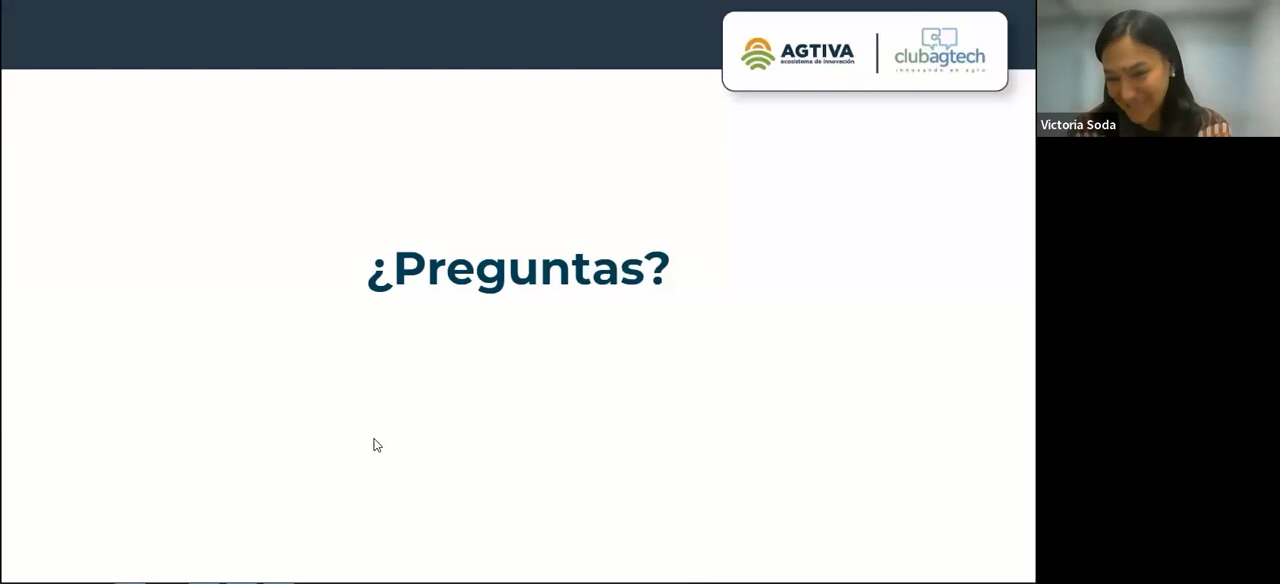 AGTIVA
ecosistema de innovación
clubagtech
innovando en agro
Victoria Soda
¿Preguntas?